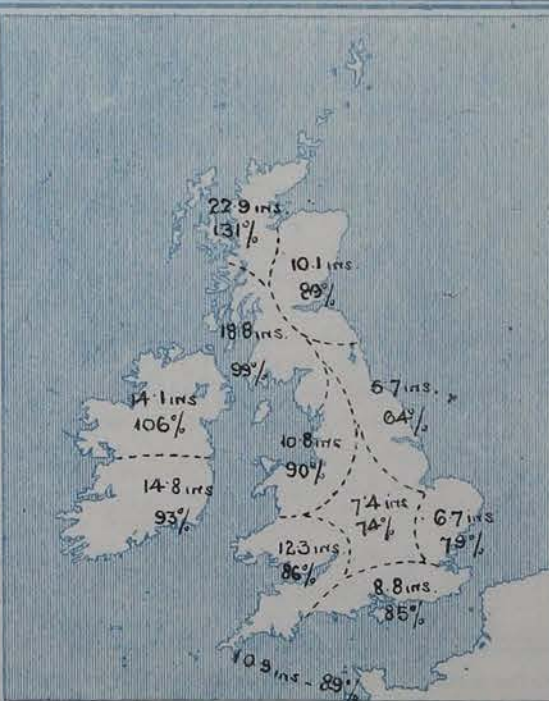 22.9 ins.
131%
10.1 ins.
89%
18.8 ins.
99%
5.7 ins.
64%
14.1 ins
106%
10.8 ins
90%
14.8 ins
93%
7.4 ins
74%
6.7 ins
79%
12.3 ins
86%
8.8 ins.
85%
10.9 ins - 89%